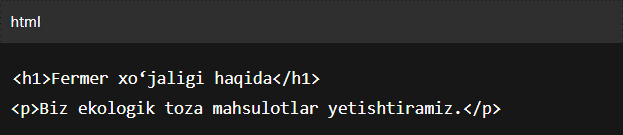 html
<h1>Fermer xo‘jaligi haqida</h1>
<p>Biz ekologik toza mahsulotlar yetishtiramiz.</p>